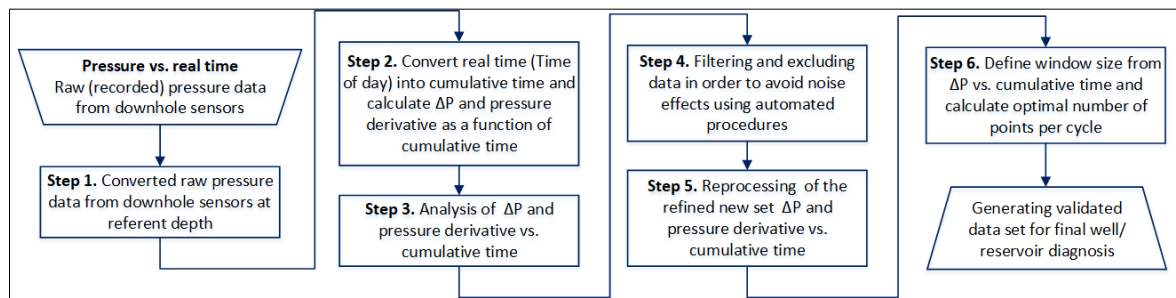 Pressure vs. real time
Raw (recorded) pressure data
from downhole sensors
Step 1. Converted raw pressure
data from downhole sensors at
referent depth
Step 2. Convert real time (Time
of day) into cumulative time and
calculate ΔP and pressure
derivative as a function of
cumulative time
Step 3. Analysis of ΔP and
pressure derivative vs.
cumulative time
Step 4. Filtering and excluding
data in order to avoid noise
effects using automated
procedures
Step 5. Reprocessing of the
refined new set ΔP and
pressure derivative vs.
cumulative time
Step 6. Define window size from
ΔP vs. cumulative time and
calculate optimal number of
points per cycle
Generating validated
data set for final well/
reservoir diagnosis